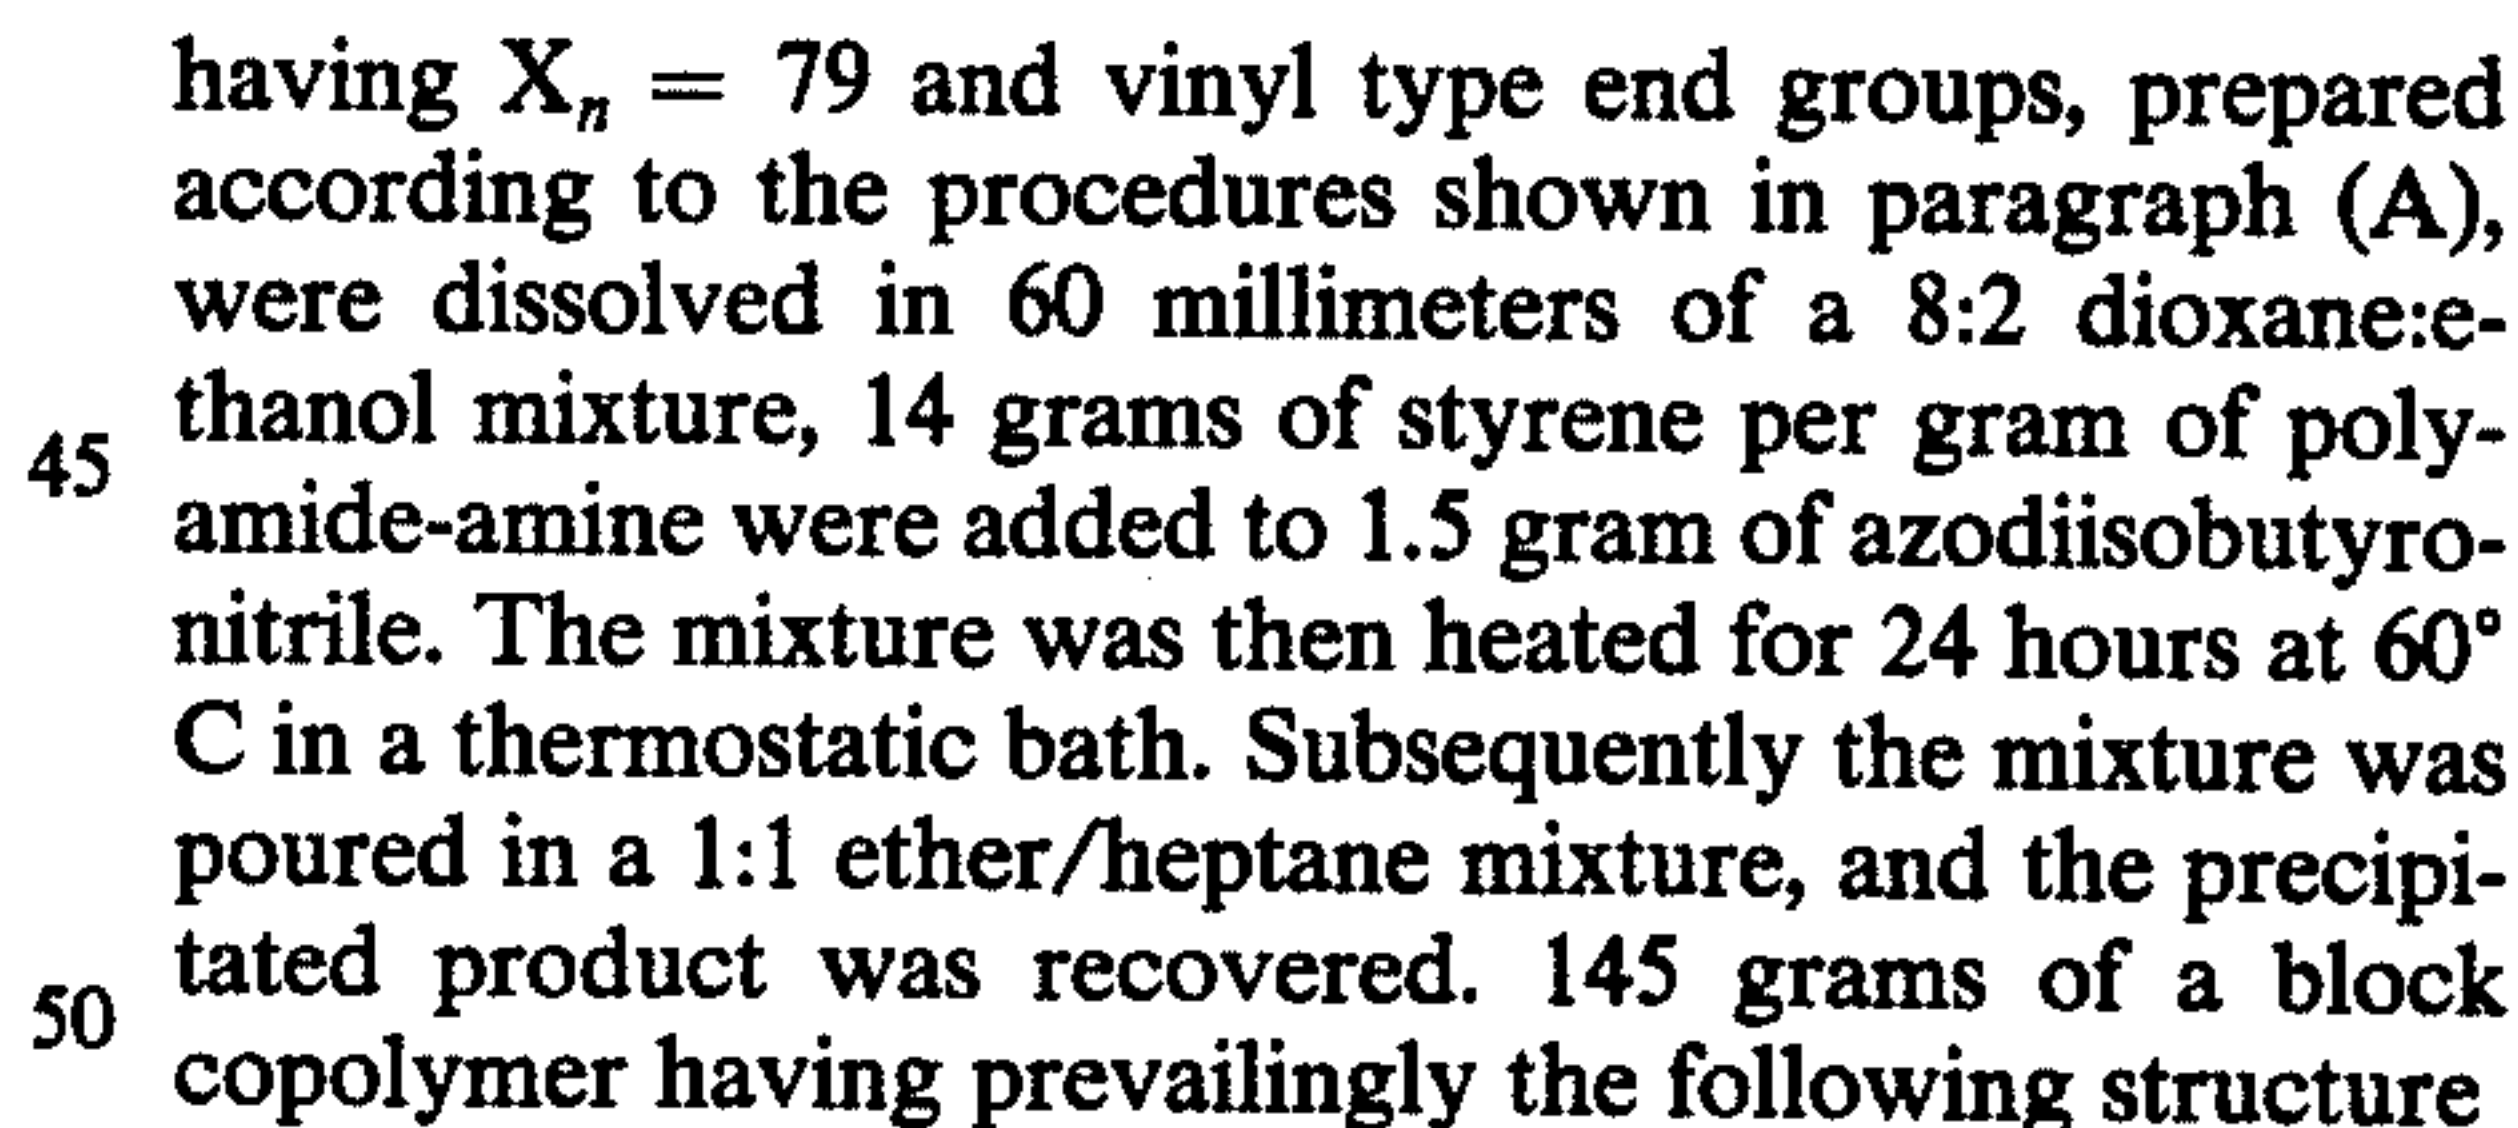 having Xn = 79 and vinyl type end groups, prepared
according to the procedures shown in paragraph (A),
were dissolved in 60 millimeters of a 8:2 dioxane:e-
thanol mixture, 14 grams of styrene per gram of poly-
45 amide-amine were added to 1.5 gram of azodiisobutyro-
nitrile. The mixture was then heated for 24 hours at 60°
C in a thermostatic bath. Subsequently the mixture was
poured in a 1:1 ether/heptane mixture, and the precipi-
tated product was recovered. 145 grams of a block
50 copolymer having prevailingly the following structure